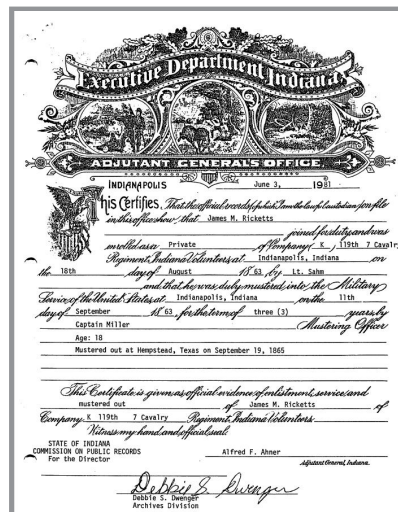 Executive Department Indiana
ADJUTANT GENERALS OFFICE
INDIANAPOLIS June 3, 1981
This Certifies, That the official records of which I am the lawful custodian, on file
in this office show, that James M. Ricketts
joined for duty and was
enrolled as a Private of Company ( K ) 119th 7 Cavalry
Regiment Indiana Volunteers at Indianapolis, Indiana on
the 18th day of August 1863, by Lt. Sahm
and that he was duly mustered into the Military
Service of the United States at Indianapolis, Indiana on the 11th
day of September 1863, for the term of three (3) years by
Captain Miller Mustering Officer
Age: 18
Mustered out at Hempstead, Texas on September 19, 1865
This Certificate is given as official evidence of enlistment, service and
mustered out of James M. Ricketts of
Company K 119th 7 Cavalry Regiment Indiana Volunteers.
Witness my hand and official seal:
STATE OF INDIANA
COMMISSION ON PUBLIC RECORDS
For the Director
Alfred F. Ahner
Adjutant General, Indiana.
Debbie S. Dwenger
Debbie S. Dwenger
Archives Division